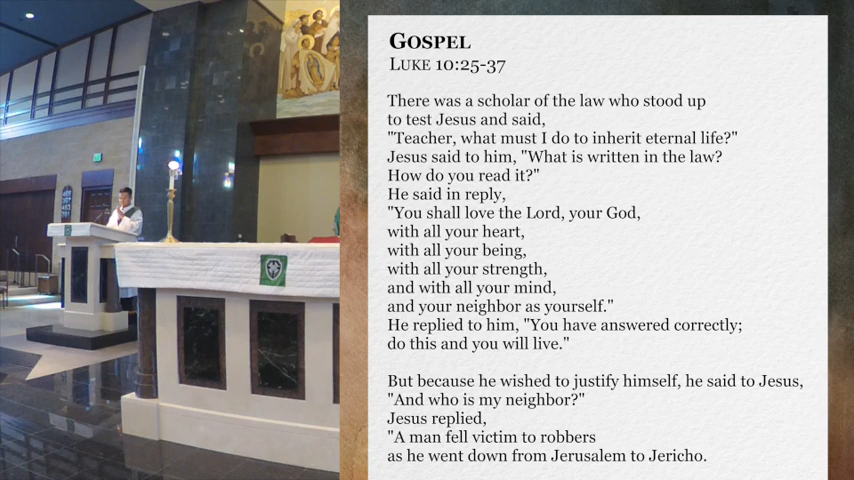 GOSPEL
LUKE 10:25-37
There was a scholar of the law who stood up
to test Jesus and said,
"Teacher, what must I do to inherit eternal life?"
Jesus said to him, "What is written in the law?
How do you read it?"
He said in reply,
"You shall love the Lord, your God,
with all your heart,
with all your being,
with all your strength,
and with all your mind,
and your neighbor as yourself."
He replied to him, "You have answered correctly;
do this and you will live."
But because he wished to justify himself, he said to Jesus,
"And who is my neighbor?"
Jesus replied,
"A man fell victim to robbers
as he went down from Jerusalem to Jericho.